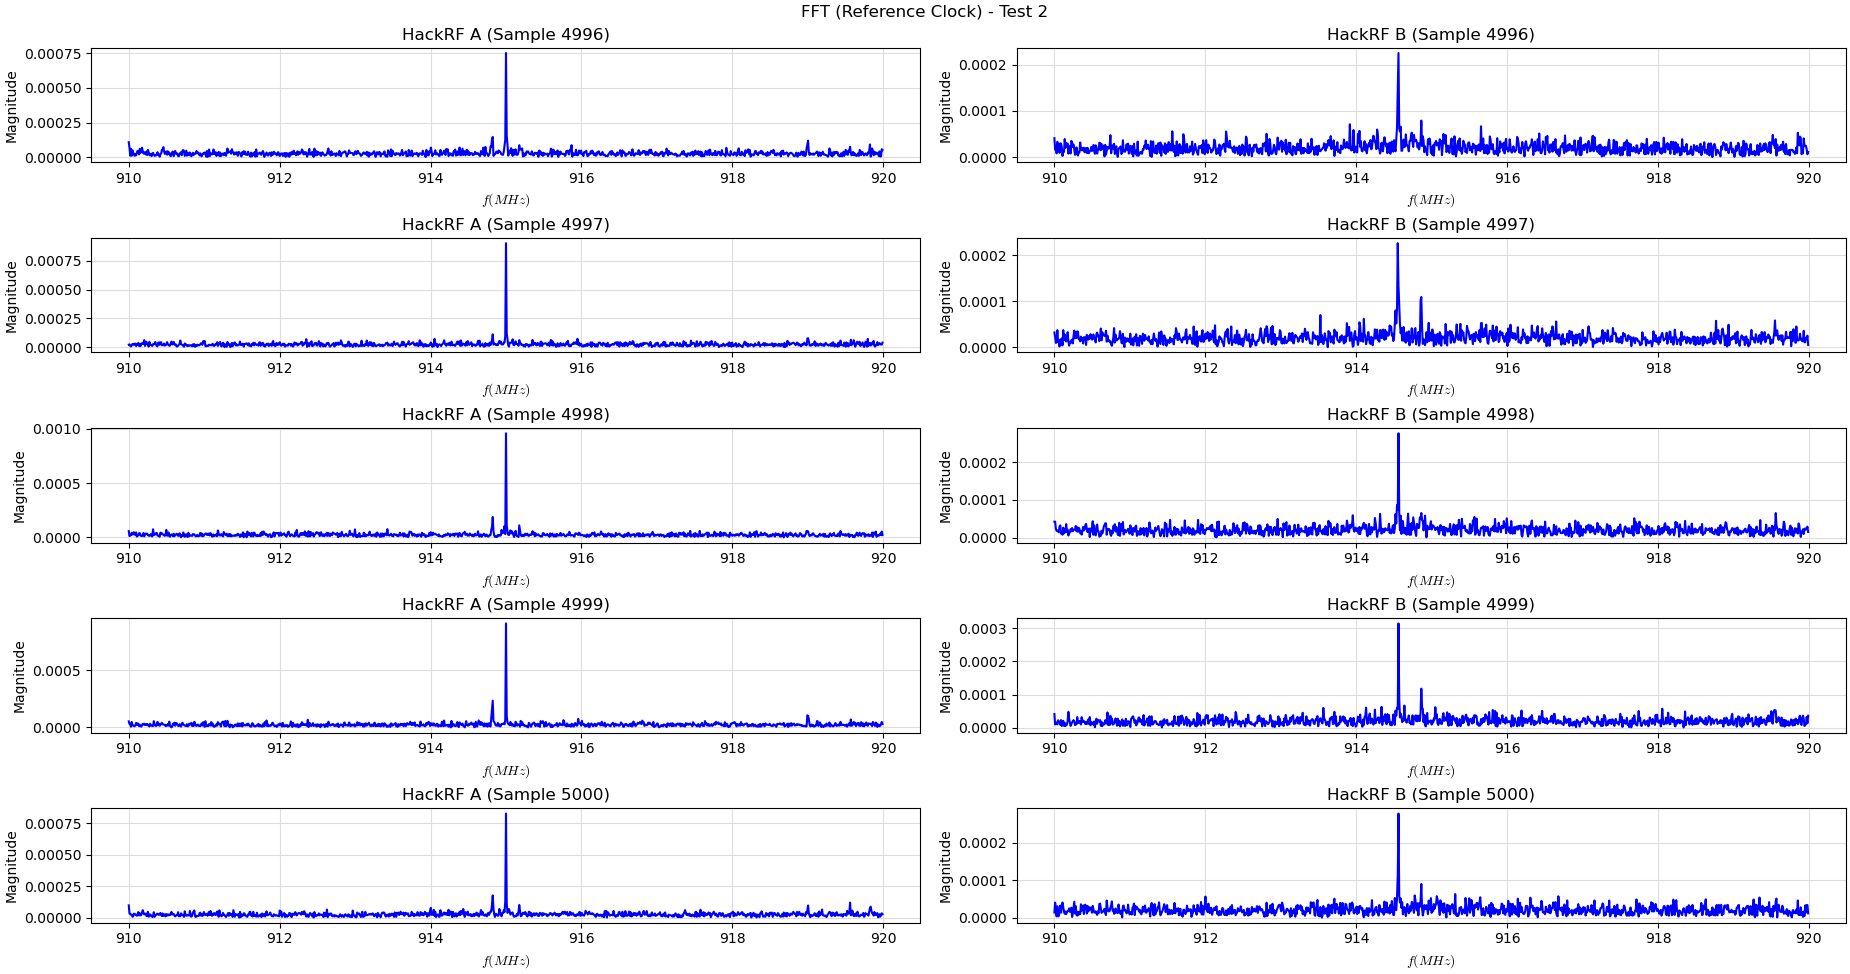 FFT (Reference Clock) - Test 2
HackRF A (Sample 4996)
Magnitude
0.00075
0.00050
0.00025
0.00000
910 912 914 916 918 920
f(MHz)
HackRF B (Sample 4996)
Magnitude
0.0002
0.0001
0.0000
910 912 914 916 918 920
f(MHz)
HackRF A (Sample 4997)
Magnitude
0.00075
0.00050
0.00025
0.00000
910 912 914 916 918 920
f(MHz)
HackRF B (Sample 4997)
Magnitude
0.0002
0.0001
0.0000
910 912 914 916 918 920
f(MHz)
HackRF A (Sample 4998)
Magnitude
0.0010
0.0005
0.0000
910 912 914 916 918 920
f(MHz)
HackRF B (Sample 4998)
Magnitude
0.0002
0.0001
0.0000
910 912 914 916 918 920
f(MHz)
HackRF A (Sample 4999)
Magnitude
0.0005
0.0000
910 912 914 916 918 920
f(MHz)
HackRF B (Sample 4999)
Magnitude
0.0003
0.0002
0.0001
0.0000
910 912 914 916 918 920
f(MHz)
HackRF A (Sample 5000)
Magnitude
0.00075
0.00050
0.00025
0.00000
910 912 914 916 918 920
f(MHz)
HackRF B (Sample 5000)
Magnitude
0.0002
0.0001
0.0000
910 912 914 916 918 920
f(MHz)